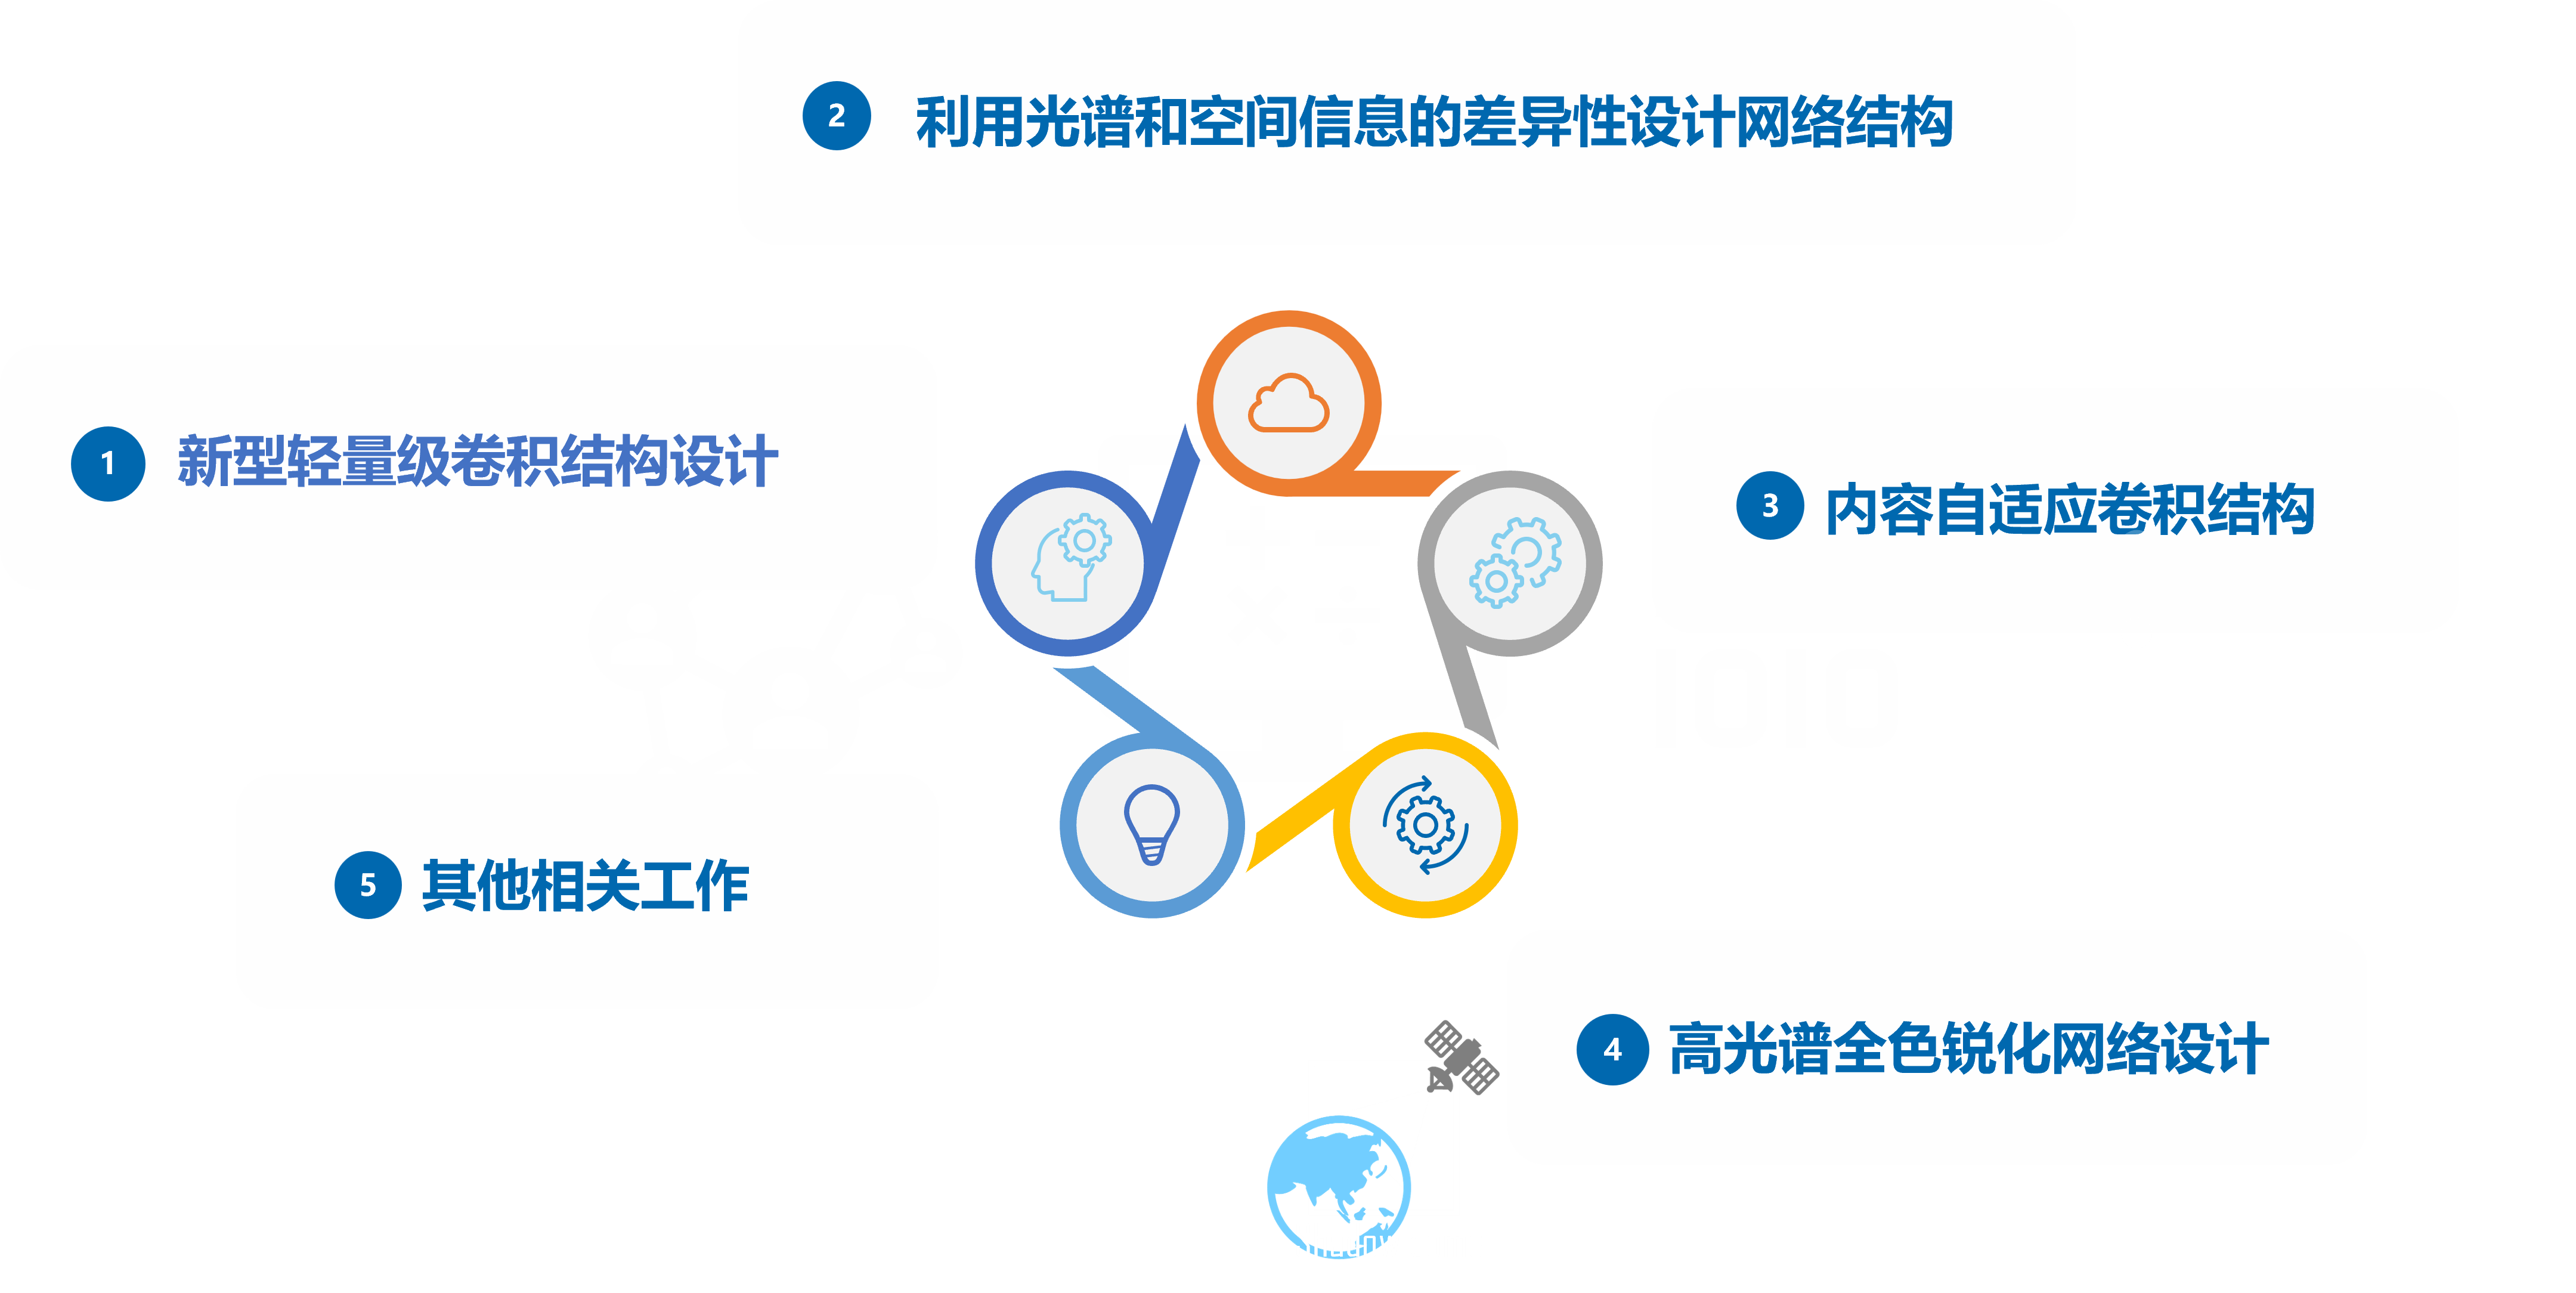 2 利用光谱和空间信息的差异性设计网络结构
1 新型轻量级卷积结构设计
3 内容自适应卷积结构
5 其他相关工作
4 高光谱全色锐化网络设计